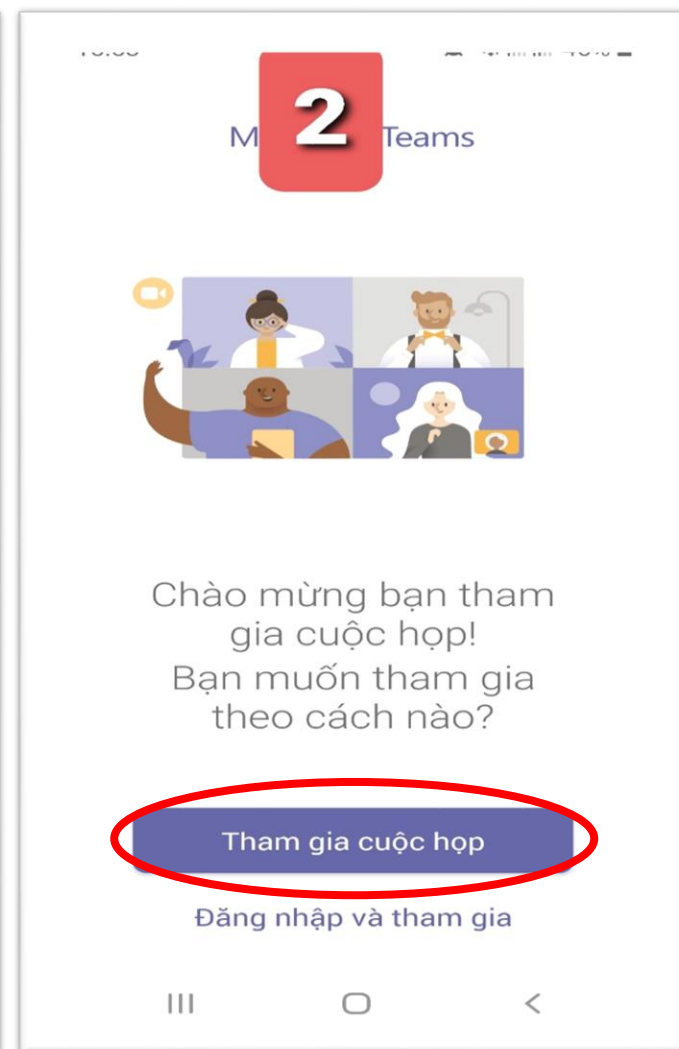 2
Teams
Chào mừng bạn tham
gia cuộc họp!
Bạn muốn tham gia
theo cách nào?
Tham gia cuộc họp
Đăng nhập và tham gia